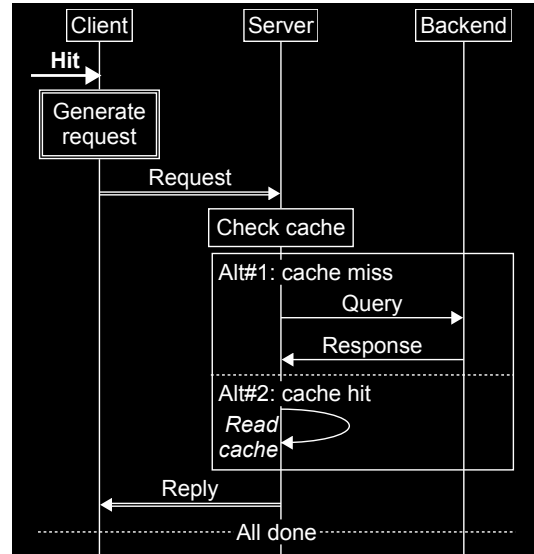 Client Server Backend
Hit
Generate
request
Request
Check cache
Alt#1: cache miss
Query
Response
Alt#2: cache hit
Read
cache
Reply
All done